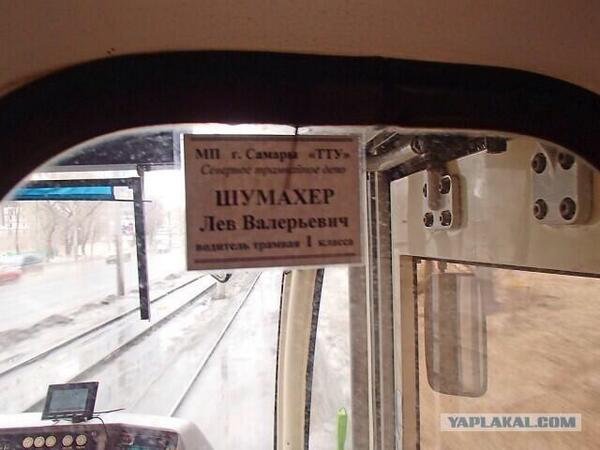 МП г. Самары «ТТУ»
Северное трамвайное депо
ШУМАХЕР
Лев Валерьевич
водитель трамвая 1 класса
YAPLAKAL.COM